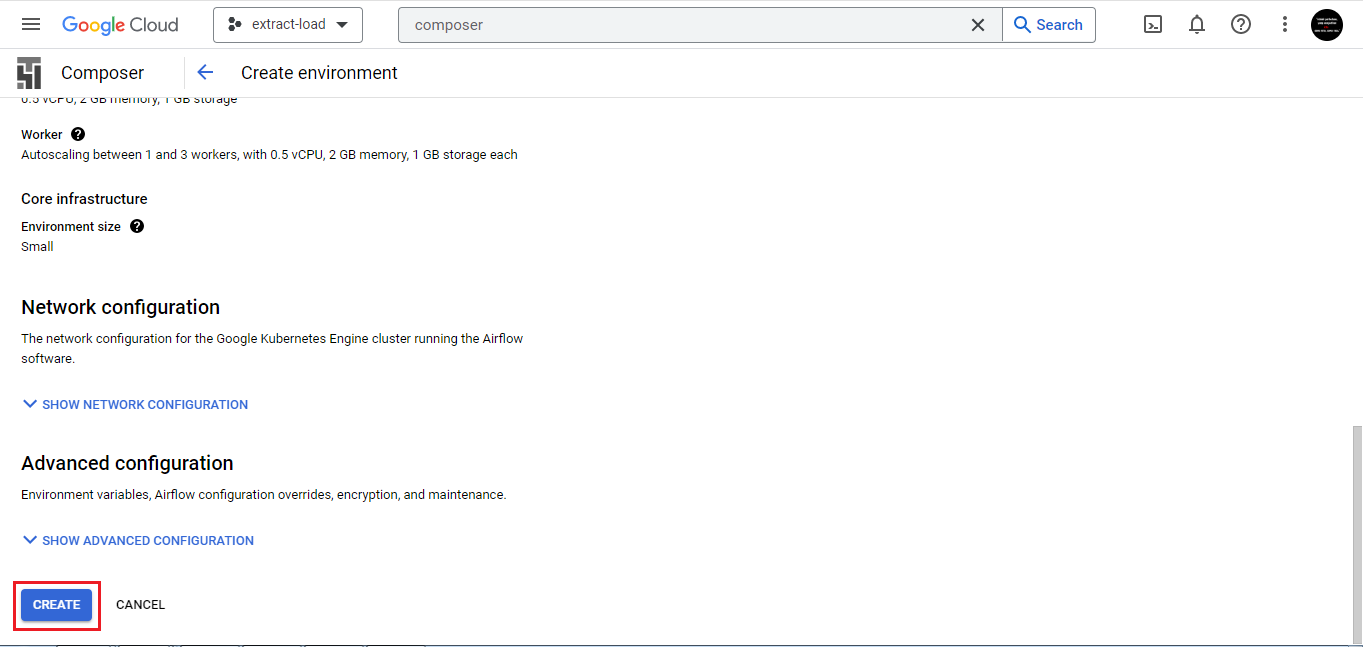 Google Cloud
extract-load
composer
Search
Composer
Create environment
0.5 vCPU, 2 GB memory, 1 GB storage
Worker
Autoscaling between 1 and 3 workers, with 0.5 vCPU, 2 GB memory, 1 GB storage each
Core infrastructure
Environment size
Small
Network configuration
The network configuration for the Google Kubernetes Engine cluster running the Airflow
software.
SHOW NETWORK CONFIGURATION
Advanced configuration
Environment variables, Airflow configuration overrides, encryption, and maintenance.
SHOW ADVANCED CONFIGURATION
CREATE
CANCEL